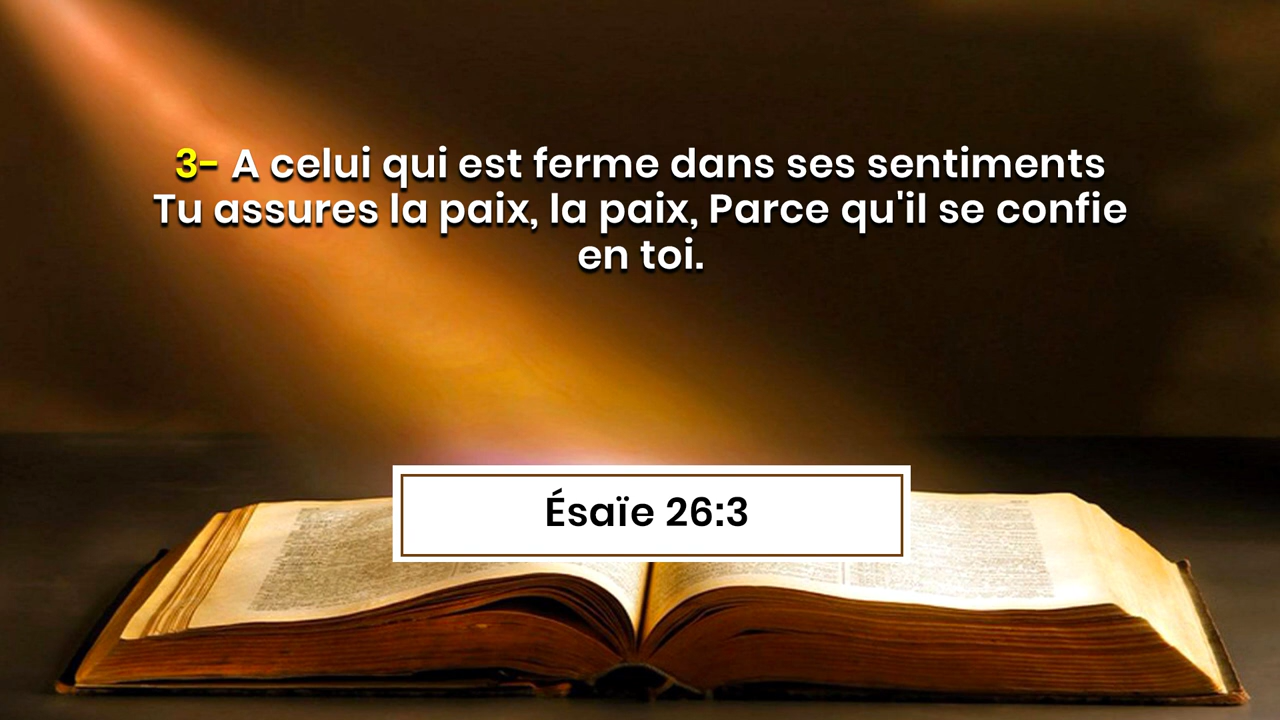 3- A celui qui est ferme dans ses sentiments
Tu assures la paix, la paix, Parce qu'il se confie
en toi.
Ésaïe 26:3